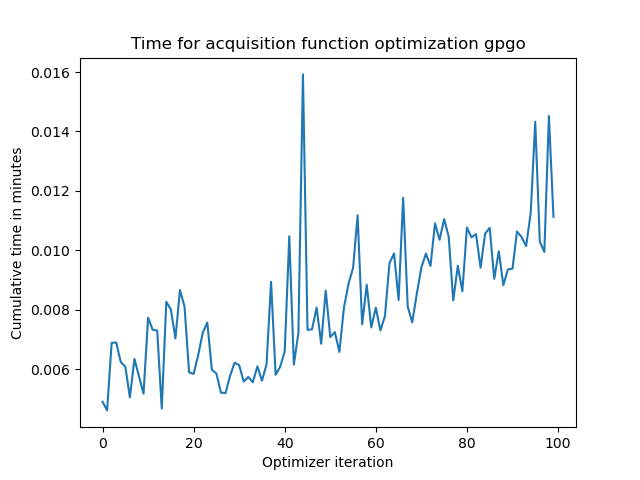 Time for acquisition function optimization gpgo
Cumulative time in minutes
0.016
0.014
0.012
0.010
0.008
0.006
0 20 40 60 80 100
Optimizer iteration